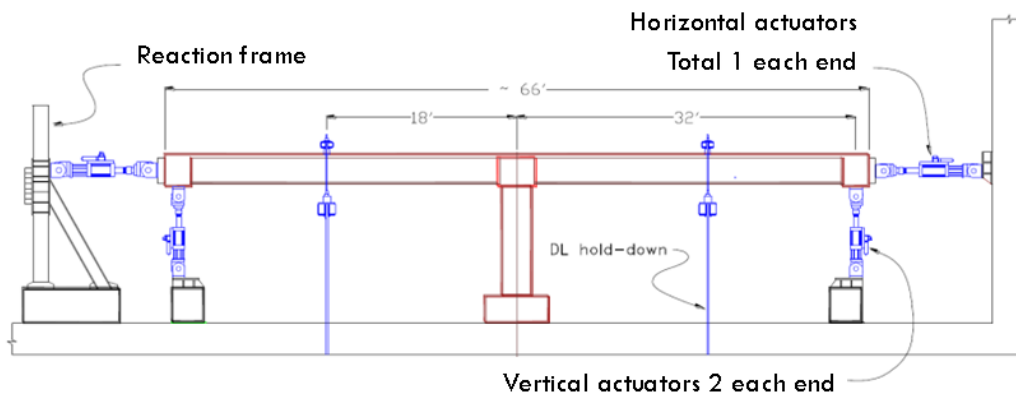 Horizontal actuators
Total 1 each end
Reaction frame
~ 66'
18'
32'
DL hold-down
Vertical actuators 2 each end